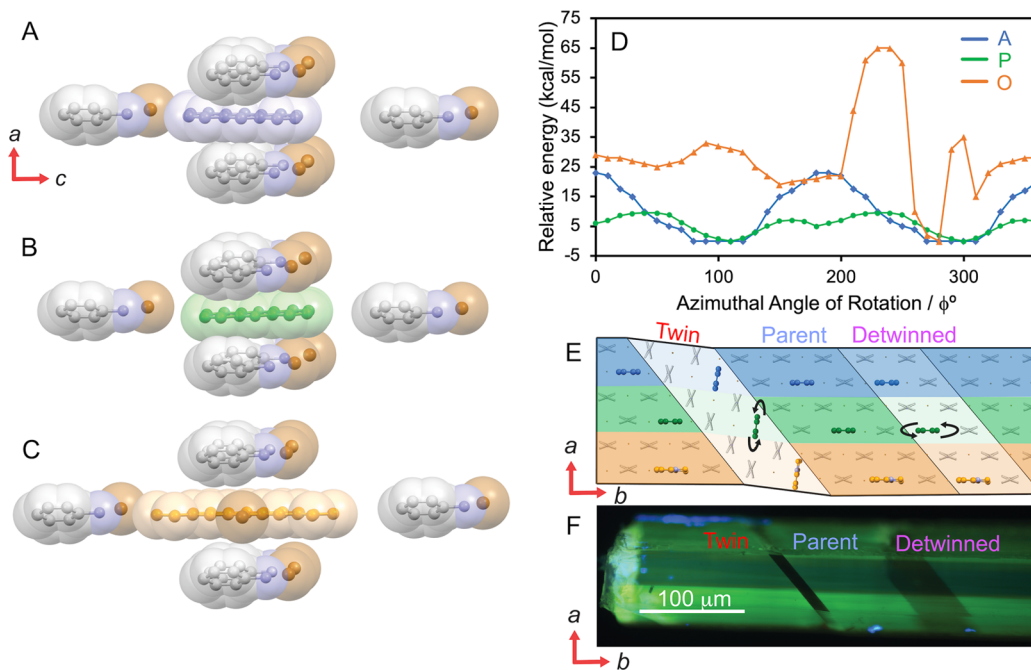 A
a
c
B
C
D
Relative energy (kcal/mol)
75
65
55
45
35
25
15
5
-5
0
100
200
300
Azimuthal Angle of Rotation / ϕº
A
P
O
E
Twin
Parent
Detwinned
a
b
F
Twin
Parent
Detwinned
100 μm
a
b